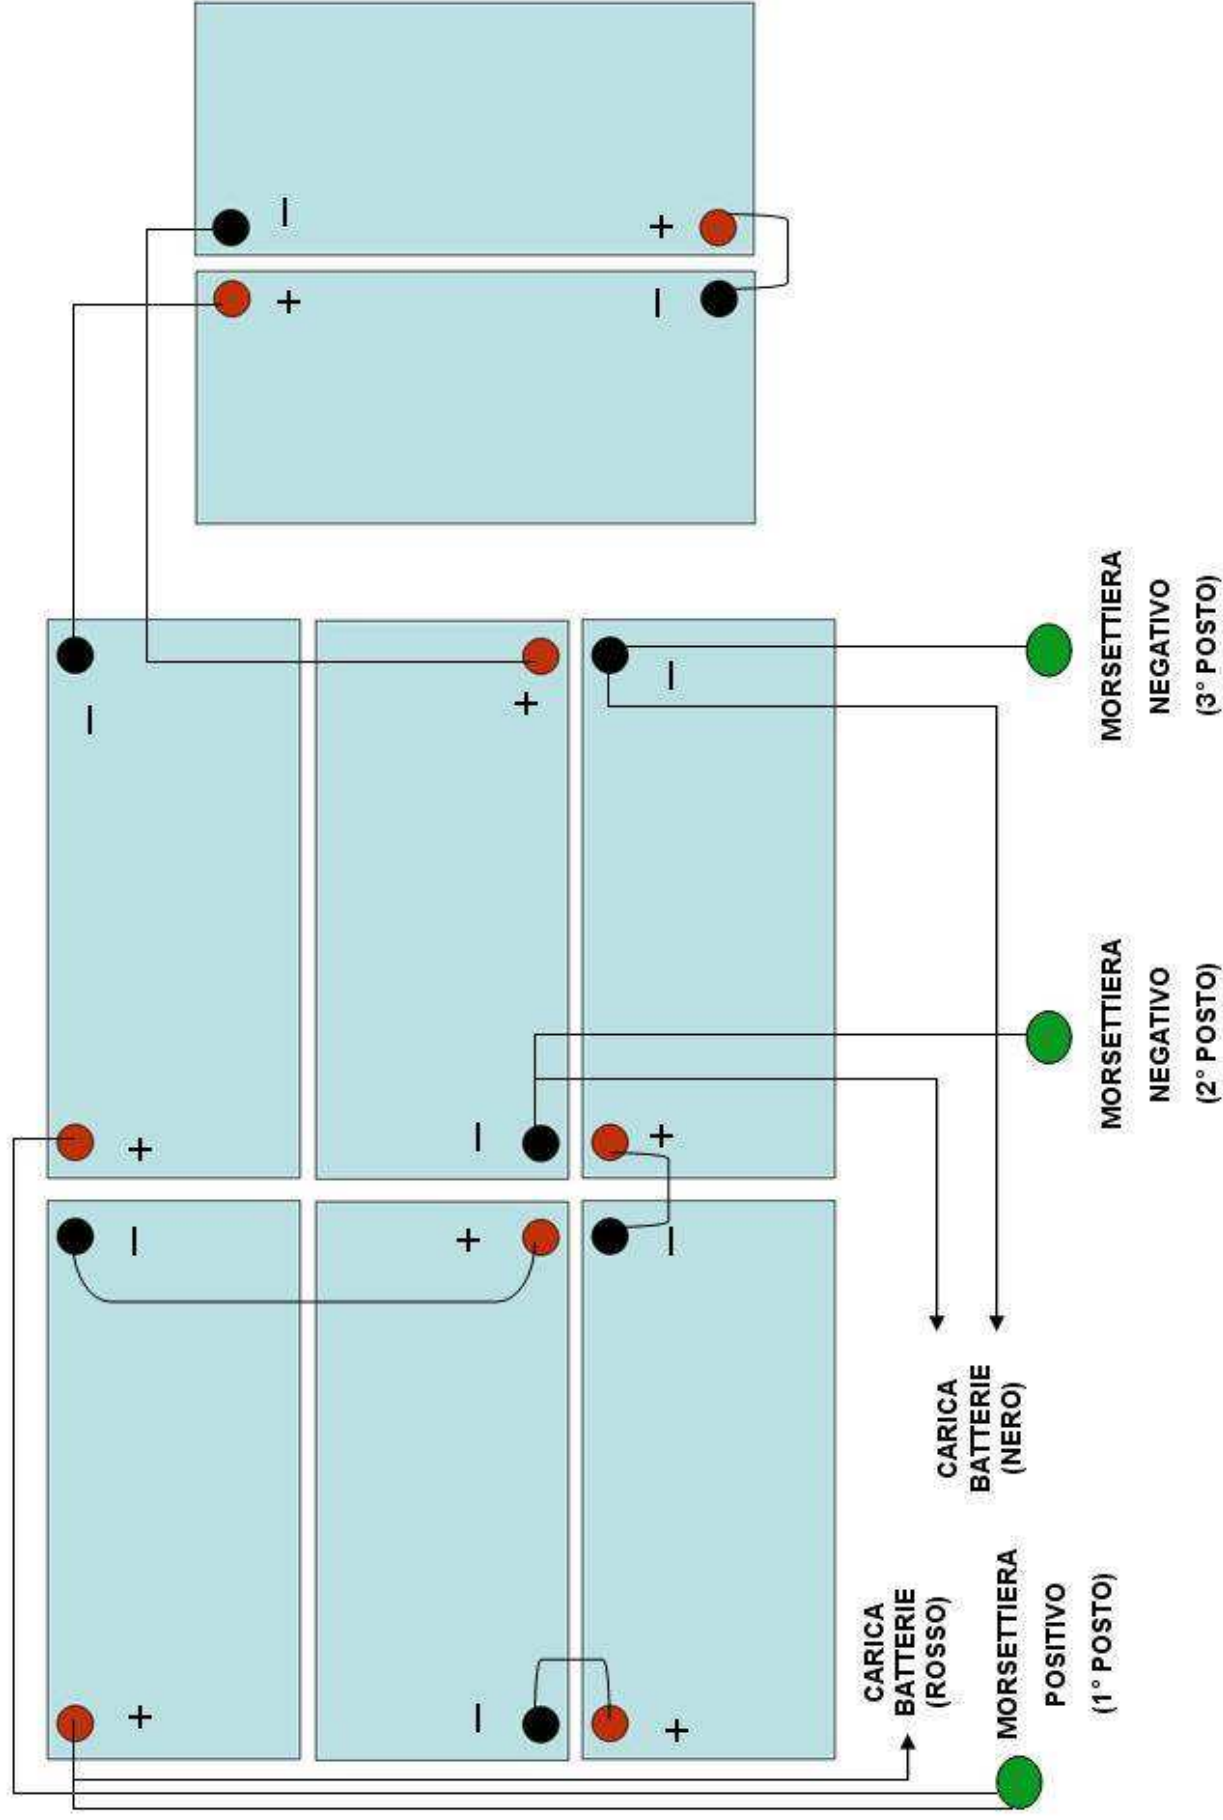 MORSETTIERA
NEGATIVO
(3° POSTO)
MORSETTIERA
NEGATIVO
(2° POSTO)
CARICA
BATTERIE
(NERO)
CARICA
BATTERIE
(ROSSO)
MORSETTIERA
POSITIVO
(1° POSTO)